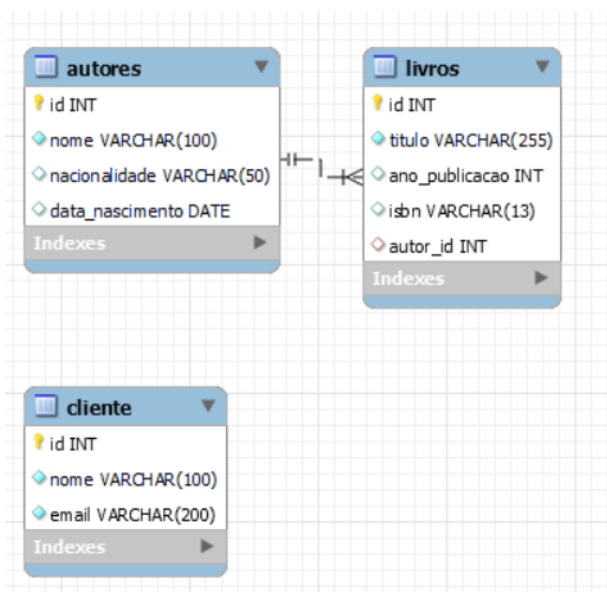 autores
id INT
nome VARCHAR(100)
nacionalidade VARCHAR(50)
data_nascimento DATE
Indexes
livros
id INT
titulo VARCHAR(255)
ano_publicacao INT
isbn VARCHAR(13)
autor_id INT
Indexes
cliente
id INT
nome VARCHAR(100)
email VARCHAR(200)
Indexes